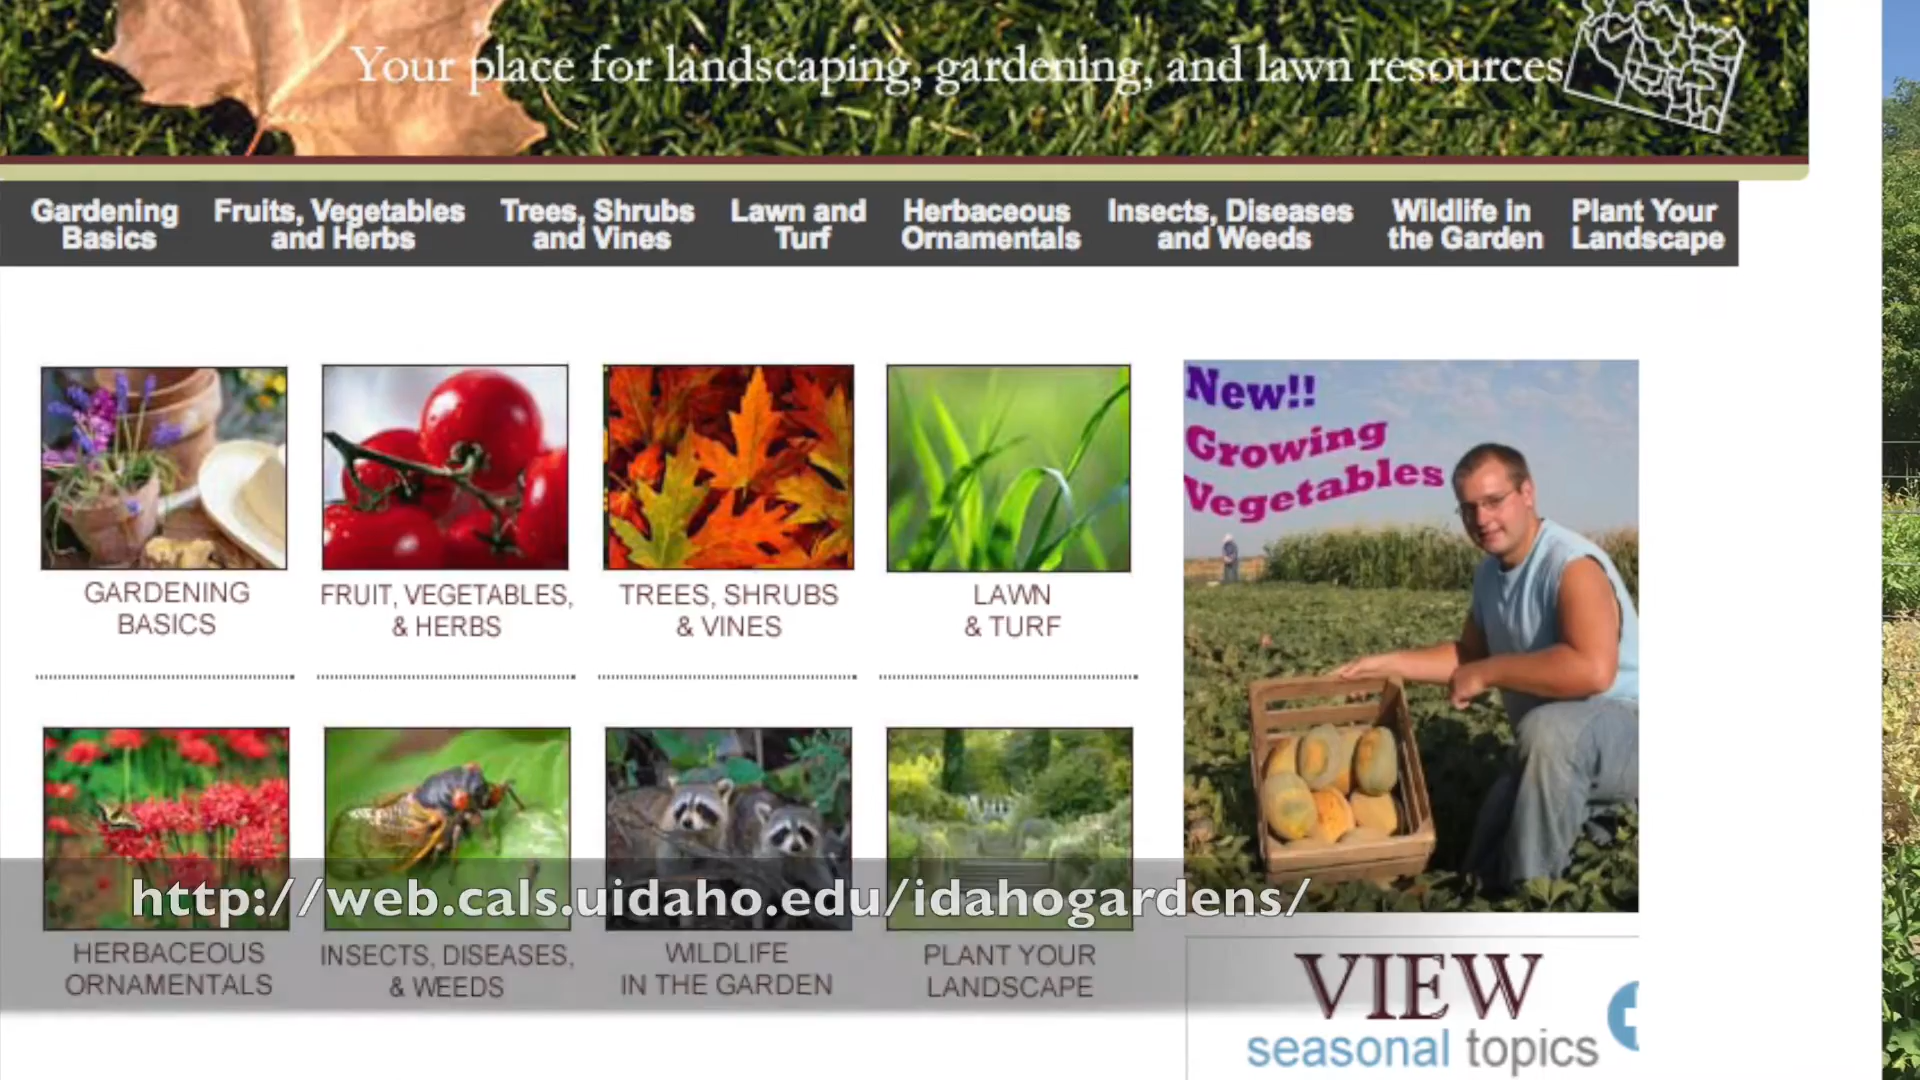 Your place for landscaping, gardening, and lawn resources
Gardening Basics
Fruits, Vegetables and Herbs
Trees, Shrubs and Vines
Lawn and Turf
Herbaceous Ornamentals
Insects, Diseases and Weeds
Wildlife in the Garden
Plant Your Landscape
GARDENING
BASICS
FRUIT, VEGETABLES,
& HERBS
TREES, SHRUBS
& VINES
LAWN
& TURF
New!!
Growing
Vegetables
http://web.cals.uidaho.edu/idahogardens/
HERBACEOUS
ORNAMENTALS
INSECTS, DISEASES,
& WEEDS
WILDLIFE
IN THE GARDEN
PLANT YOUR
LANDSCAPE
VIEW
seasonal topics